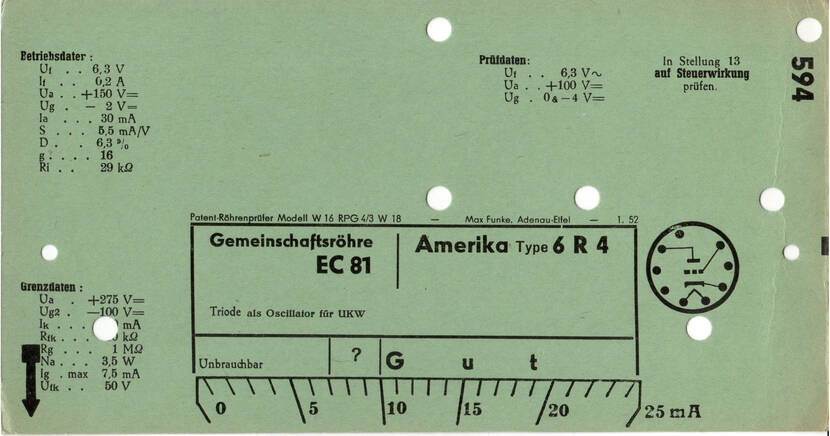 Betriebsdater :
Uf . . 6,3 V
If . . 0,2 A
Ua . . +150 V=
Ug . — 2 V=
Ia . . . 30 mA
S . . . 5,5 mA/V
D . . 6,3 %
g . . . . 16
Ri . . 29 kΩ
Prüfdaten:
Uf . . 6,3 V~
Ua . . +100 V=
Ug . 0 & –4 V=
In Stellung 13
auf Steuerwirkung
prüfen.
594
Patent-Röhrenprüfer Modell W 16 RPG 4/3 W 18 — Max Funke, Adenau-Eifel — 1. 52
Gemeinschaftsröhre
EC 81
Amerika Type 6 R 4
Triode als Oscillator für UKW
Unbrauchbar ? Gut
0 5 10 15 20 25 mA
Grenzdaten :
Ua . +275 V=
Ug2 . —100 V=
Ik . . mA
Rfk . . . kΩ
Rg . . . 1 MΩ
Na . . . 3,5 W
Ig . max 7,5 mA
Ufk . . 50 V